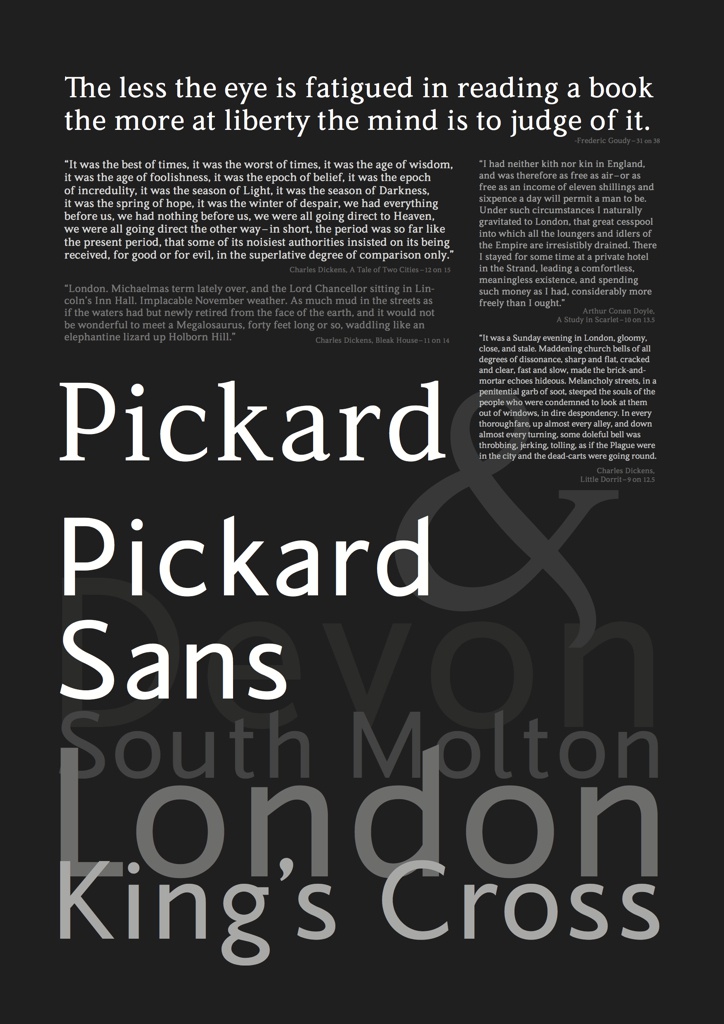 The less the eye is fatigued in reading a book
the more at liberty the mind is to judge of it.
-Frederic Goudy–31 on 38
“It was the best of times, it was the worst of times, it was the age of wisdom,
it was the age of foolishness, it was the epoch of belief, it was the epoch
of incredulity, it was the season of Light, it was the season of Darkness,
it was the spring of hope, it was the winter of despair, we had everything
before us, we had nothing before us, we were all going direct to Heaven,
we were all going direct the other way–in short, the period was so far like
the present period, that some of its noisiest authorities insisted on its being
received, for good or for evil, in the superlative degree of comparison only.”
Charles Dickens, A Tale of Two Cities–12 on 15
“London. Michaelmas term lately over, and the Lord Chancellor sitting in Lin-
coln’s Inn Hall. Implacable November weather. As much mud in the streets as
if the waters had but newly retired from the face of the earth, and it would not
be wonderful to meet a Megalosaurus, forty feet long or so, waddling like an
elephantine lizard up Holborn Hill.”
Charles Dickens, Bleak House–11 on 14
“I had neither kith nor kin in England,
and was therefore as free as air–or as
free as an income of eleven shillings and
sixpence a day will permit a man to be.
Under such circumstances I naturally
gravitated to London, that great cesspool
into which all the loungers and idlers of
the Empire are irresistibly drained. There
I stayed for some time at a private hotel
in the Strand, leading a comfortless,
meaningless existence, and spending
such money as I had, considerably more
freely than I ought.”
Arthur Conan Doyle,
A Study in Scarlet–10 on 13.5
“It was a Sunday evening in London, gloomy,
close, and stale. Maddening church bells of all
degrees of dissonance, sharp and flat, cracked
and clear, fast and slow, made the brick-and-
mortar echoes hideous. Melancholy streets, in a
penitential garb of soot, steeped the souls of the
people who were condemned to look at them
out of windows, in dire despondency. In every
thoroughfare, up almost every alley, and down
almost every turning, some doleful bell was
throbbing, jerking, tolling, as if the Plague were
in the city and the dead-carts were going round.
Charles Dickens,
Little Dorrit–9 on 12.5
Pickard
&
Pickard
Sans
Devon
South Molton
London
King’s Cross